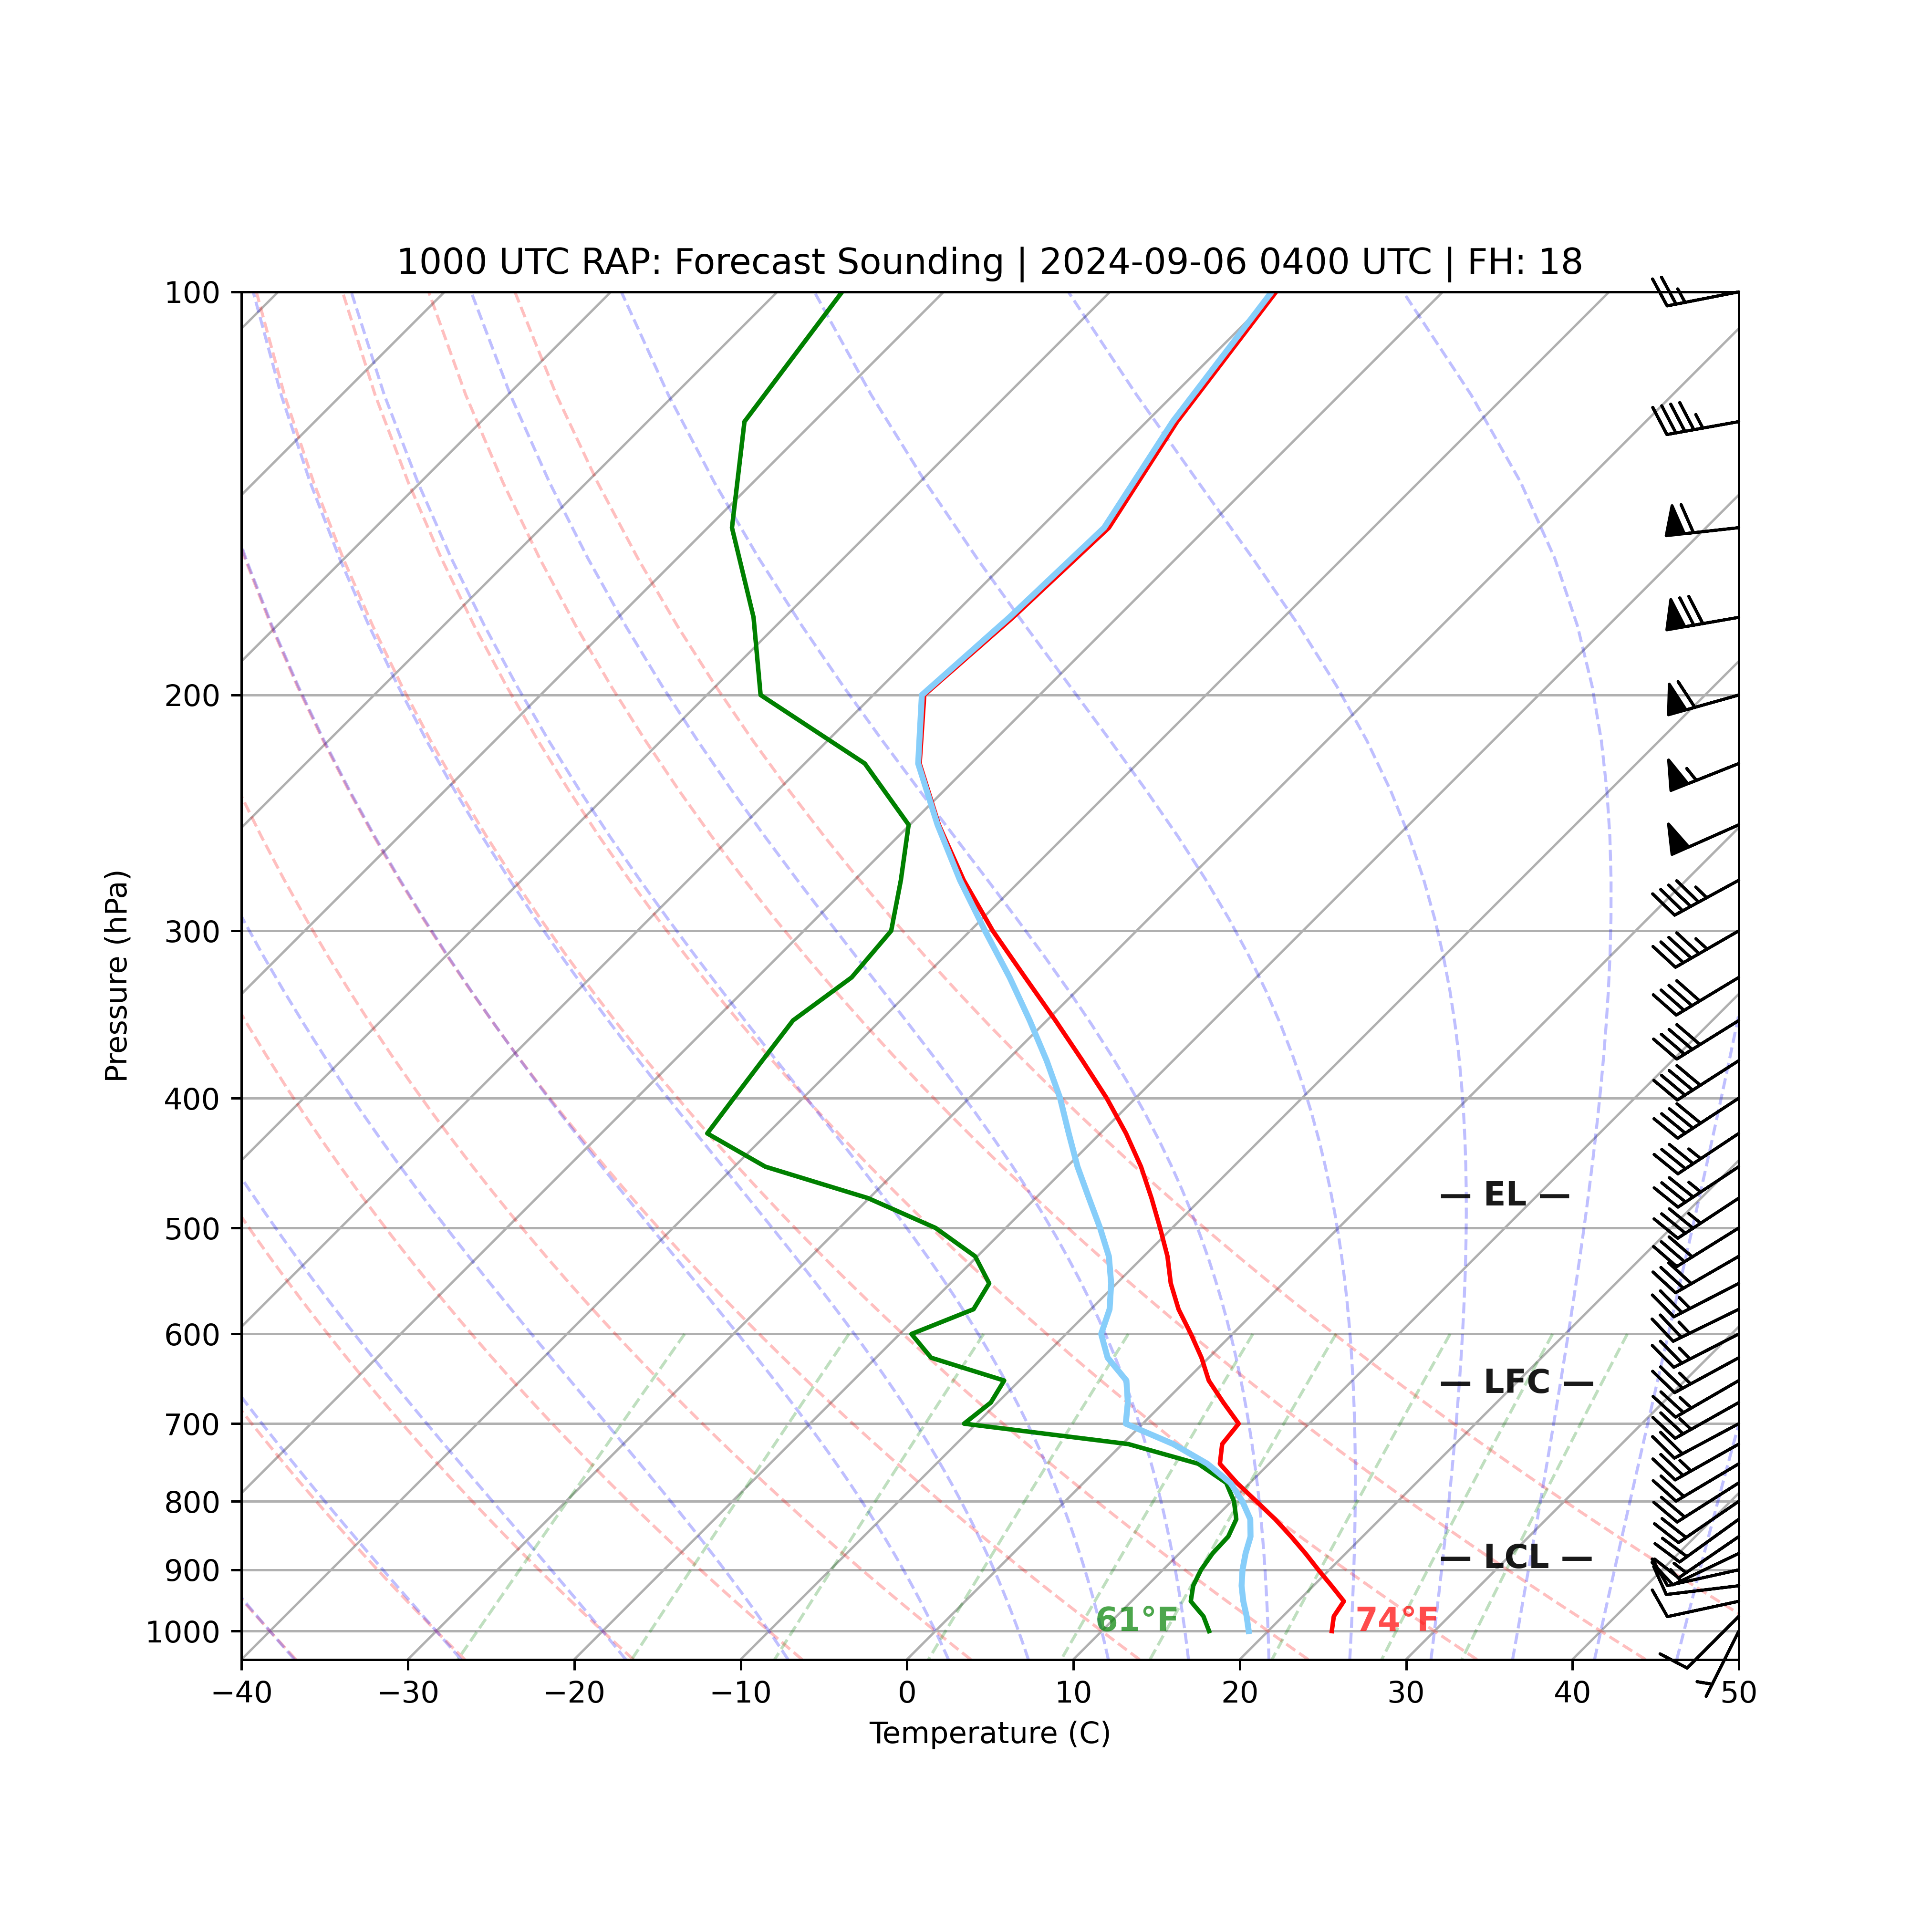 1000 UTC RAP: Forecast Sounding | 2024-09-06 0400 UTC | FH: 18
100
200
300
400
500
600
700
800
900
1000
Pressure (hPa)
— EL —
— LFC —
— LCL —
61°F
74°F
−40 −30 −20 −10 0 10 20 30 40 50
Temperature (C)